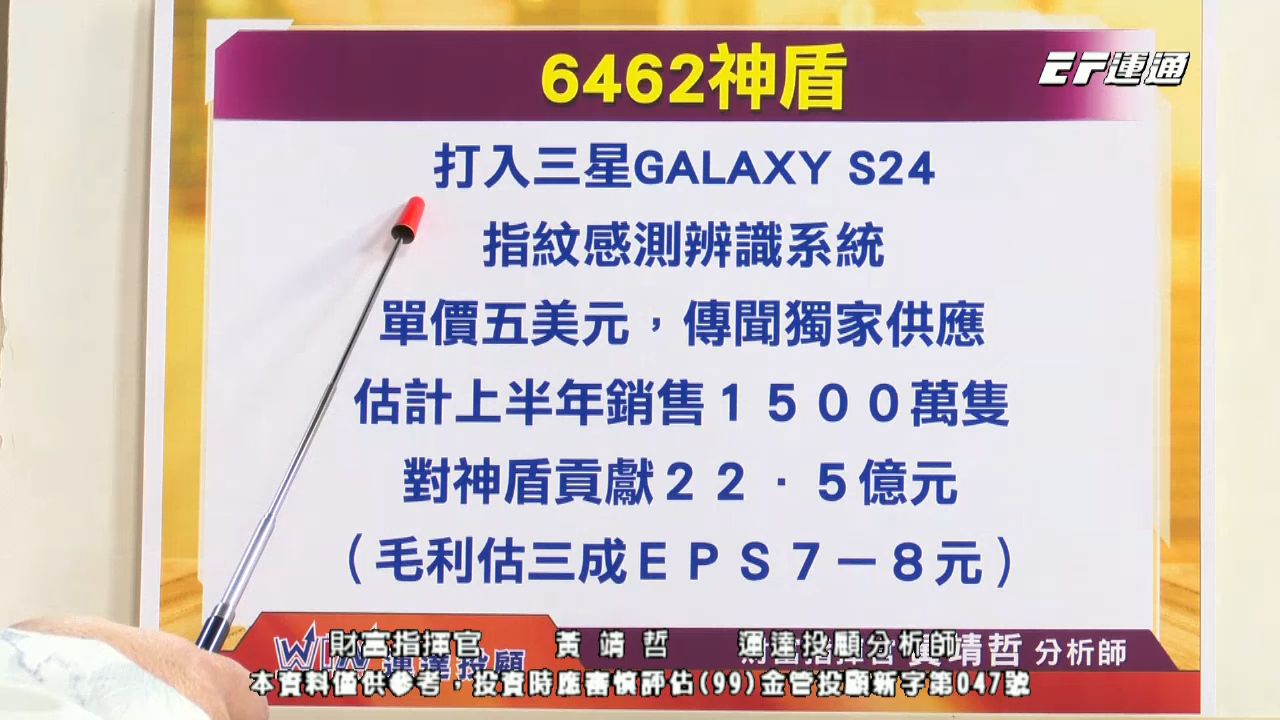 6462神盾
EF運通
打入三星GALAXY S24
指紋感測辨識系統
單價五美元，傳聞獨家供應
估計上半年銷售１５００萬隻
對神盾貢獻２２．５億元
（毛利估三成ＥＰＳ７－８元）
WIN 運達投顧
財富指揮官 黃靖哲 分析師
財富指揮官 黃 靖 哲 運達投顧分析師
本資料僅供參考，投資時應審慎評估(99)金管投顧新字第047號